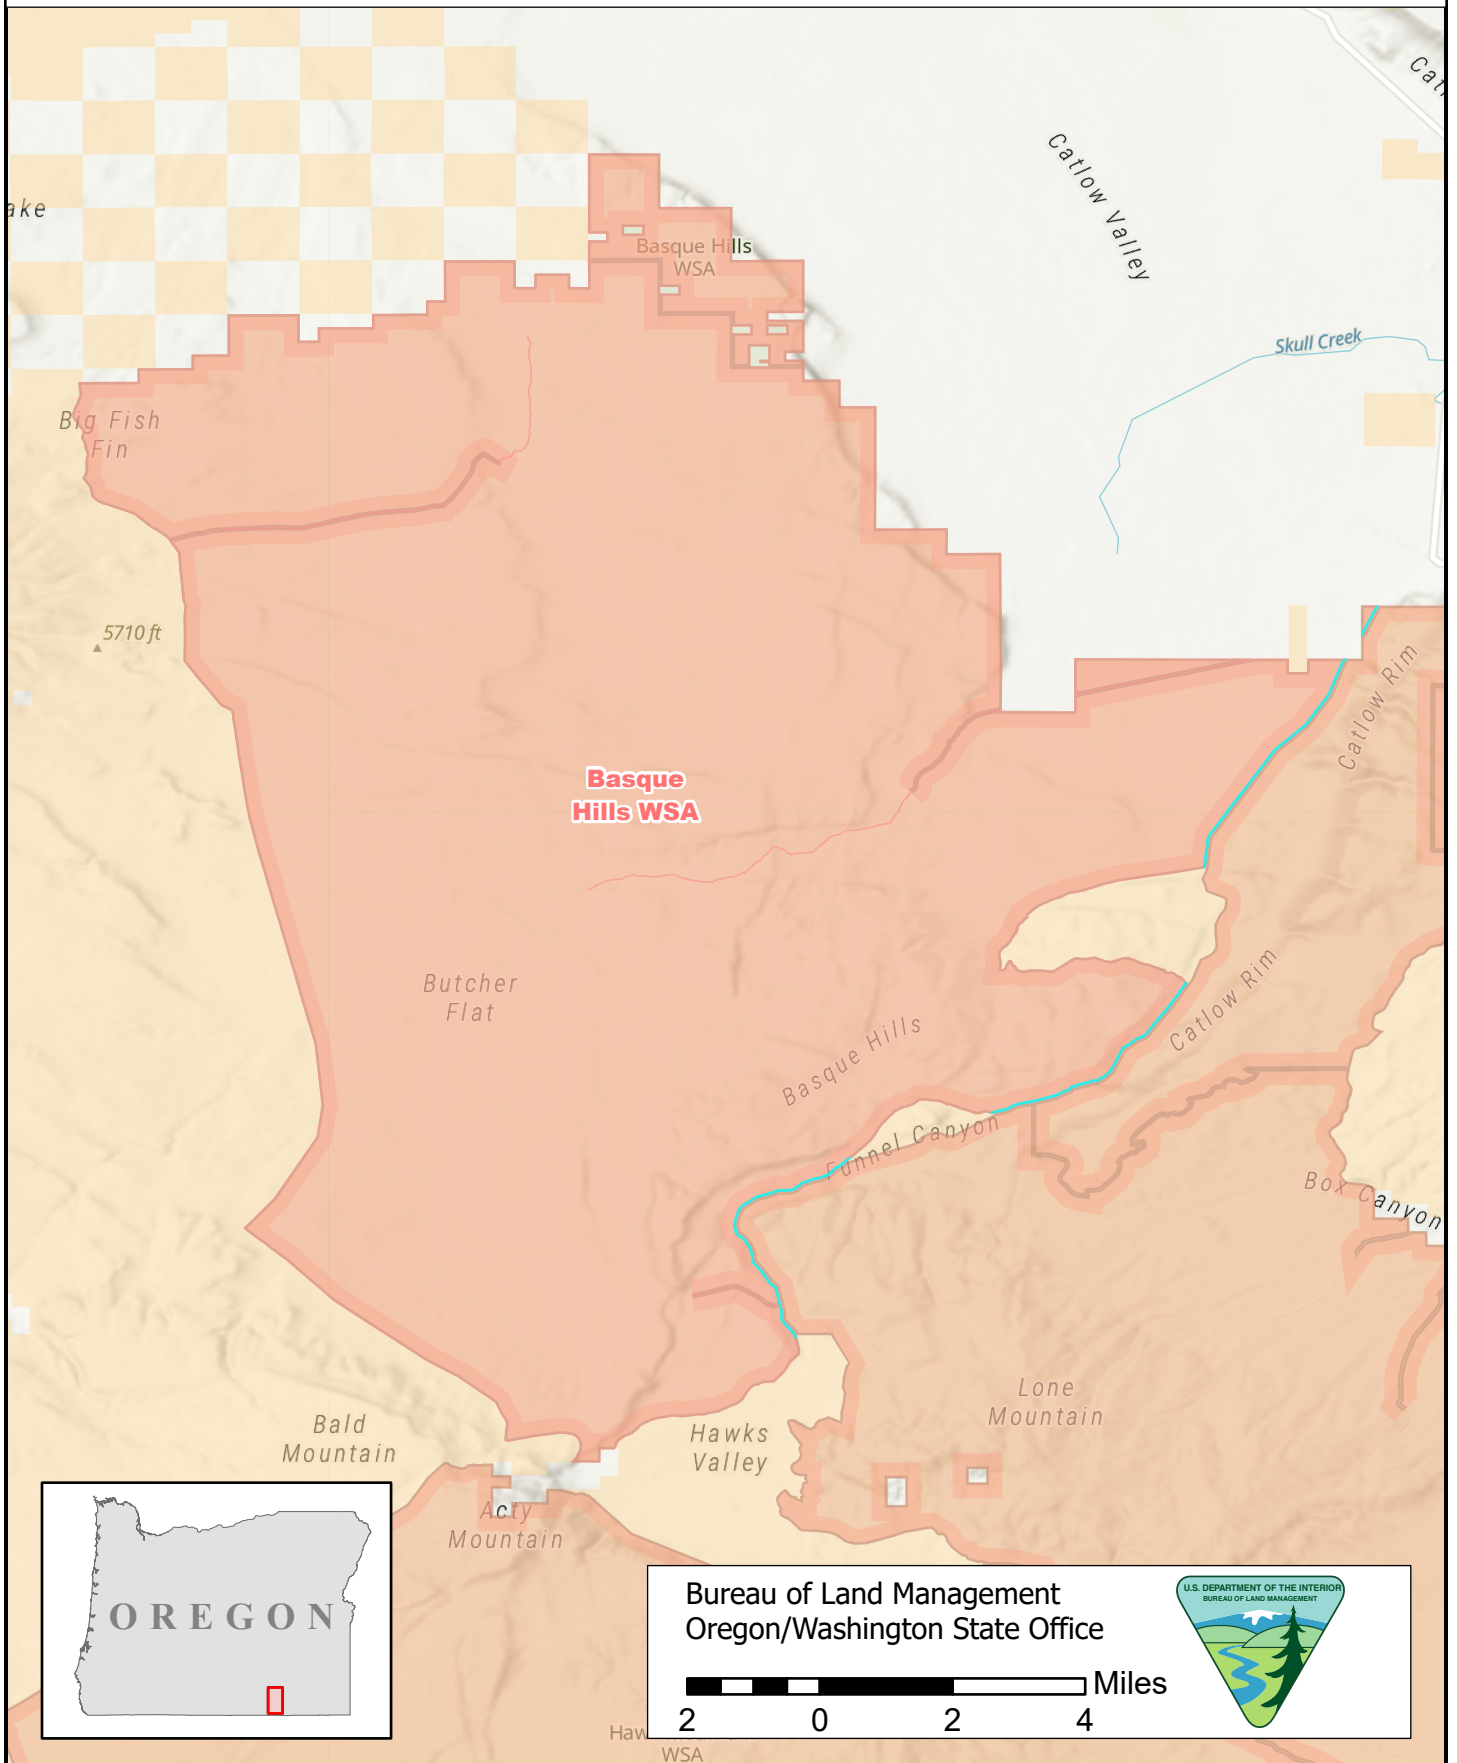 Catlow Valley
ake
Basque Hills
WSA
Skull Creek
Big Fish
Fin
5710 ft
Catlow Rim
Basque
Hills WSA
Butcher
Flat
Catlow Rim
Basque Hills
Funnel Canyon
Box Canyon
Lone
Mountain
Bald
Mountain
Hawks
Valley
Acty
Mountain
OREGON
Bureau of Land Management
Oregon/Washington State Office
U.S. DEPARTMENT OF THE INTERIOR
BUREAU OF LAND MANAGEMENT
Miles
2 0 2 4
WSA